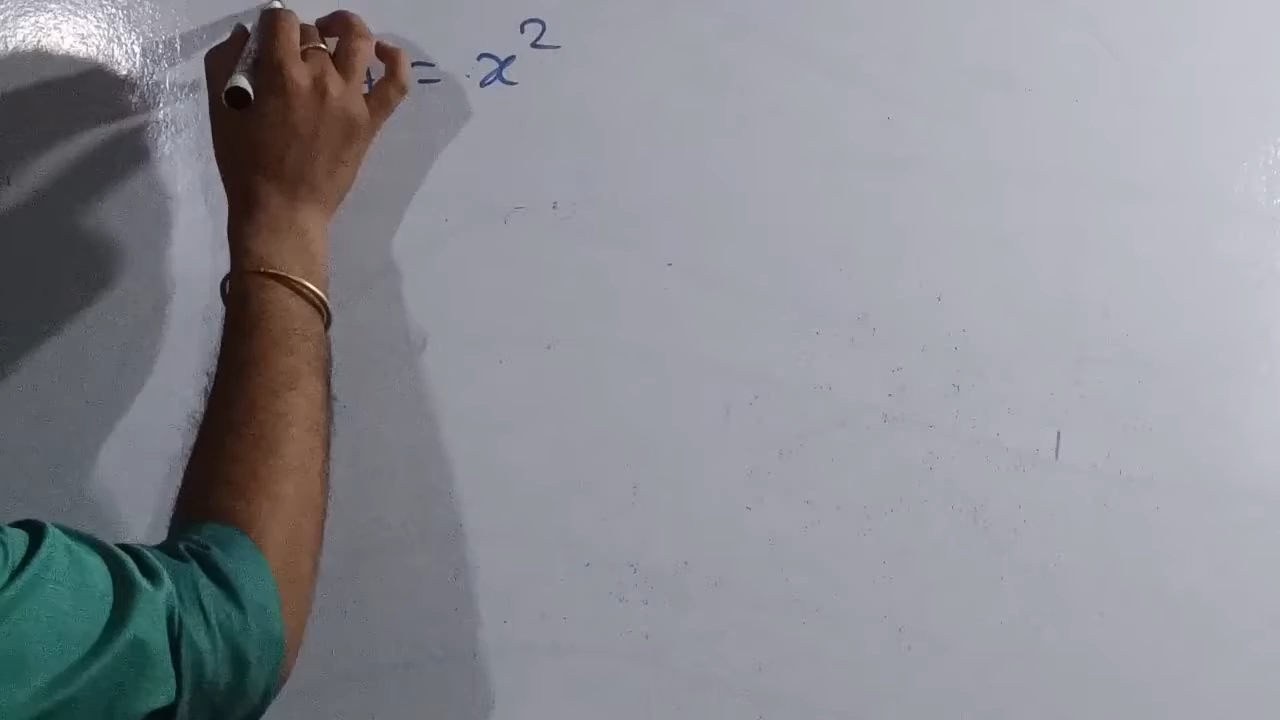 = x²